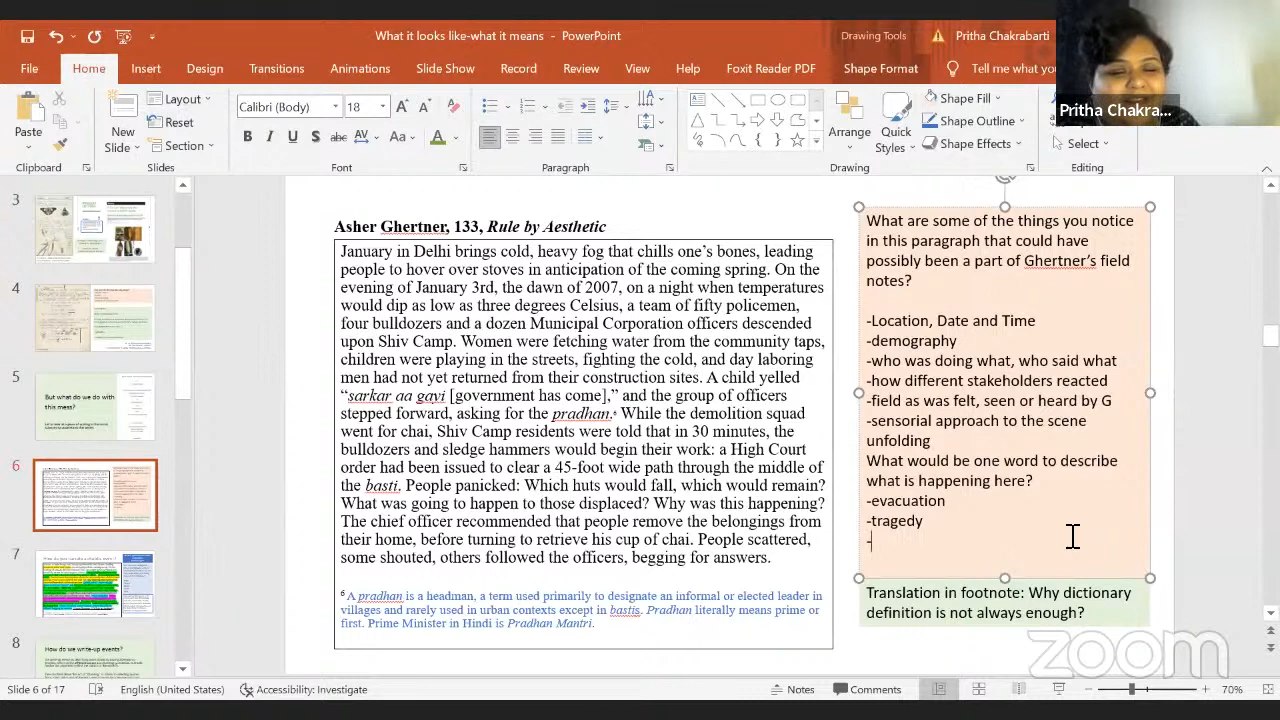 What it looks like-what it means - PowerPoint
Drawing Tools
Pritha Chakrabarti
File Home Insert Design Transitions Animations Slide Show Record Review View Help Foxit Reader PDF Shape Format Tell me what you
Pritha Chakra...
Paste
New
Slide
Layout
Reset
Section
Calibri (Body) 18
B I U S abc AV Aa A
Arrange
Quick
Styles
Shape Fill
Shape Outline
Shape Effects
Select
Clipboard Slides Font Paragraph Drawing Editing
3
4
5
But what do we do with
this mess?
6
7
8
How do we write-up events?
Asher Ghertner, 133, Rule by Aesthetic
January in Delhi brings cold, heavy fog that chills one's bones, leading
people to hover over stoves in anticipation of the coming spring. On the
evening of January 3rd, the dawn of 2007, on a night when temperatures
would dip as low as three degrees Celsius, a team of fifty policemen,
four bulldozers and a dozen Municipal Corporation officers descended
upon Shiv Camp. Women were fetching water from the community taps,
children were playing in the streets, fighting the cold, and day laboring
men had not yet returned from their construction sites. A child yelled
"sarkar aa gayi [government has come]," and the group of officers
stepped forward, asking for the pradhan. While the demolition squad
went for chai, Shiv Camp residents were told that in 30 minutes, the
bulldozers and sledge hammers would begin their work: a High Court
order had been issued to clear a foot wide path through the middle of
the basti. People panicked. Which huts would fall, which would remain?
What was going to happen to those displaced? Why was this happening?
The chief officer recommended that people remove the belongings from
their home, before turning to retrieve his cup of chai. People scattered,
some shouted, others followed the officers, begging for answers.
Pradhan is a headman, a term used primarily to designate an informal or elected leader in
villages and rarely used in urban contexts except in bastis. Pradhan literally means prime or
first. Prime Minister in Hindi is Pradhan Mantri.
What are some of the things you notice
in this paragraph that could have
possibly been a part of Ghertner's field
notes?
-Location, Date and Time
-demography
-who was doing what, who said what
-how different stakeholders reacted
-field as was felt, seen or heard by G
-sensorial approach to the scene
unfolding
What would be one word to describe
what is happening here?
-evacuation
-tragedy
-
Translation in footnote: Why dictionary
definition is not always enough?
zoom
Slide 6 of 17 English (United States) Accessibility: Investigate Notes Comments 70%